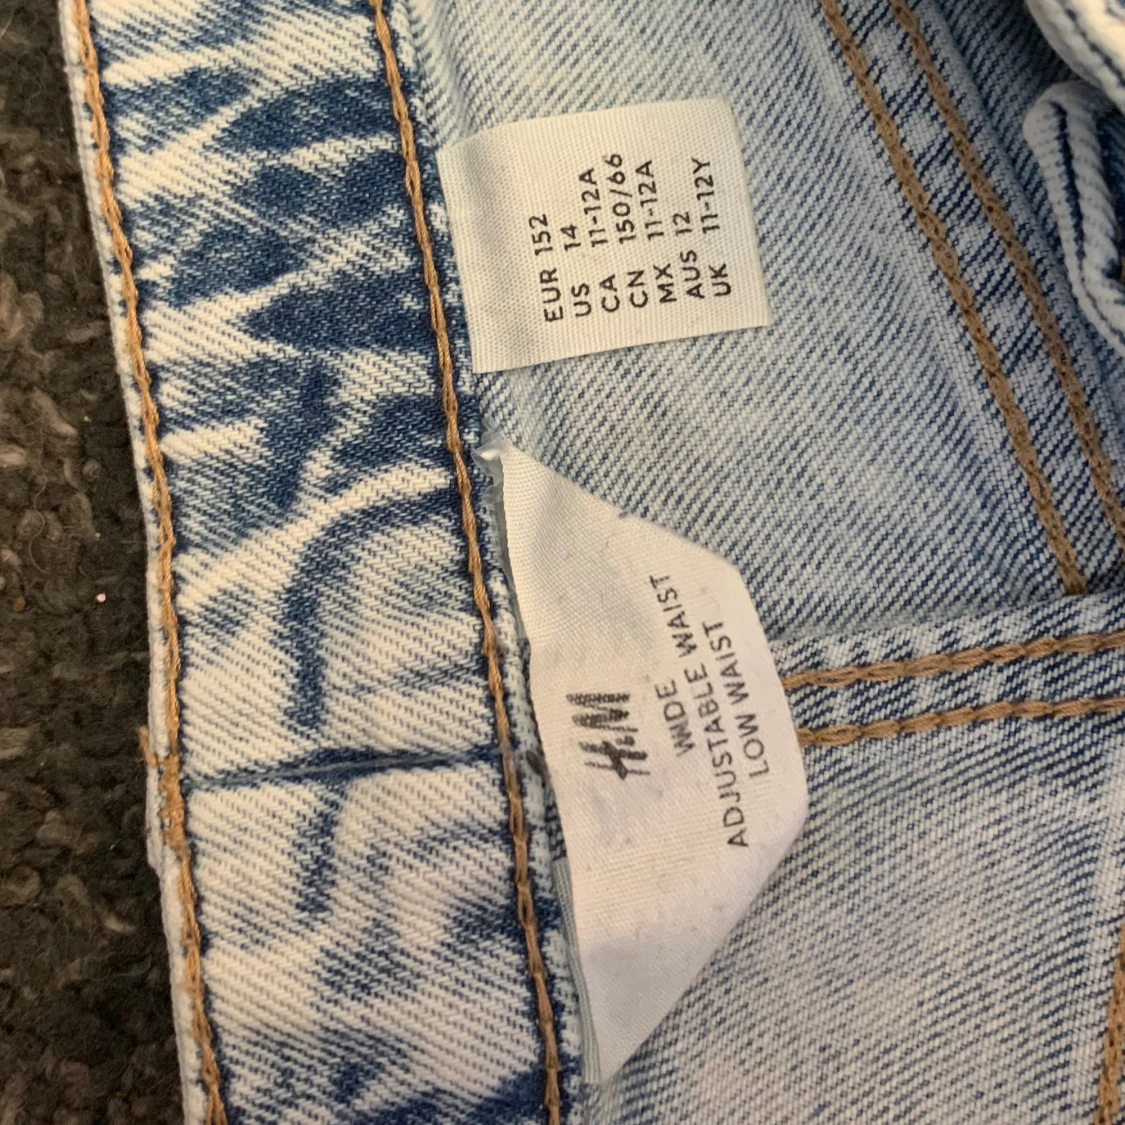 EUR 152
US 14
CA 11-12A
CN 150/66
MX 11-12A
AUS 12
UK 11-12Y
H&M
WIDE
ADJUSTABLE WAIST
LOW WAIST